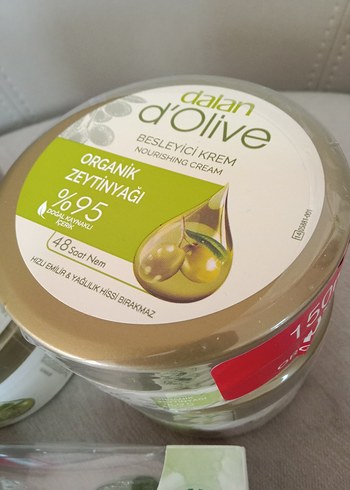 dalan
d'Olive
BESLEYİCİ KREM
NOURISHING CREAM
ORGANİK
ZEYTİNYAĞI
%95
DOĞAL KAYNAKLI
İÇERİK
48 Saat Nem
HIZLI EMİLİR & YAĞLILIK HİSSİ BIRAKMAZ